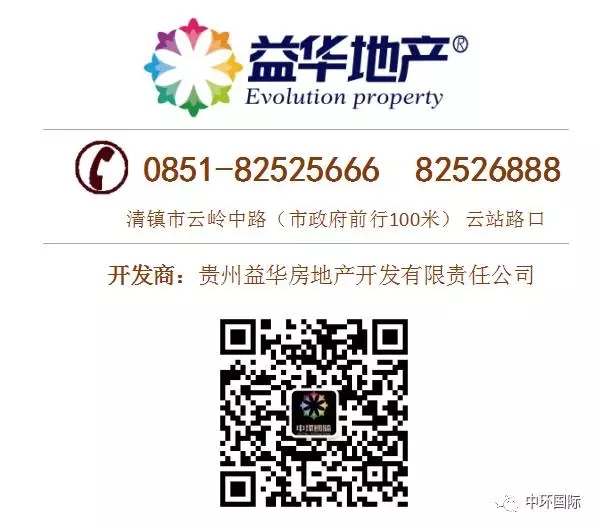 益华地产®
Evolution property
0851-82525666 82526888
清镇市云岭中路（市政府前行100米） 云站路口
开发商：贵州益华房地产开发有限责任公司
中环国际
中环国际